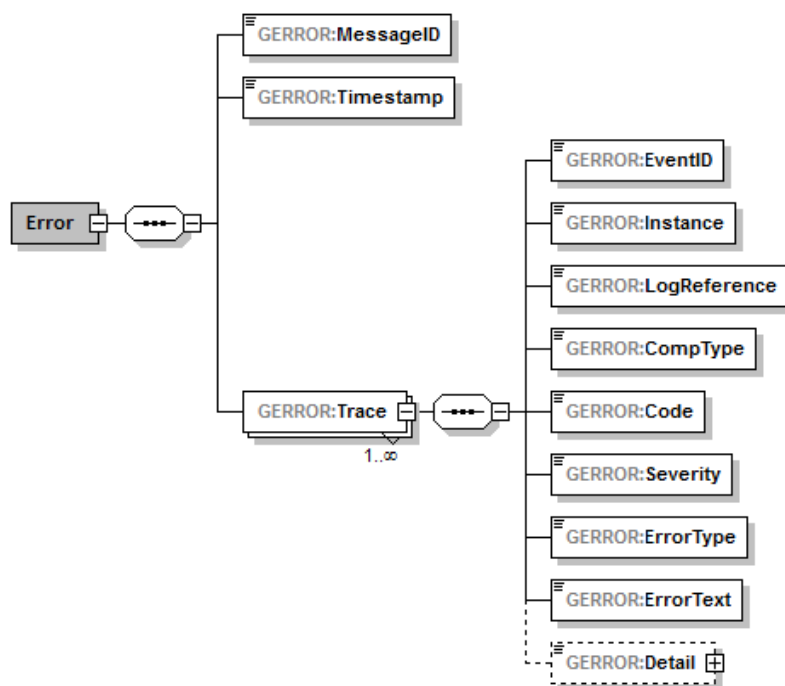 GERROR:MessageID
GERROR:Timestamp
Error
GERROR:Trace
1..∞
GERROR:EventID
GERROR:Instance
GERROR:LogReference
GERROR:CompType
GERROR:Code
GERROR:Severity
GERROR:ErrorType
GERROR:ErrorText
GERROR:Detail